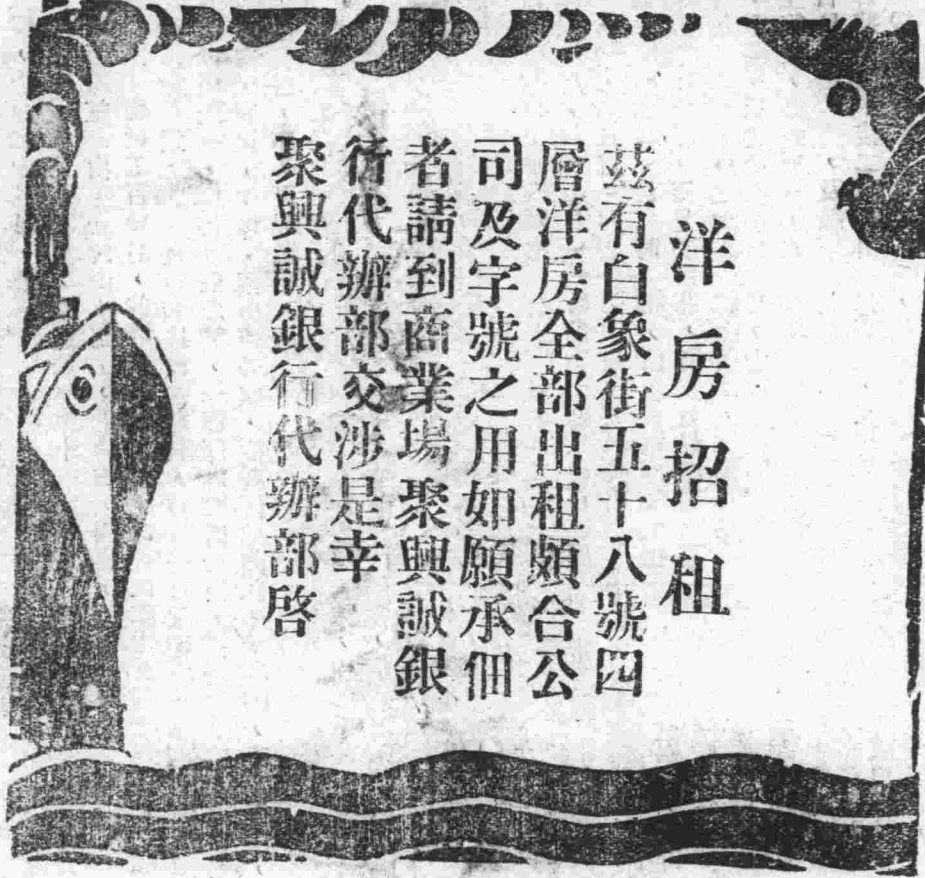 洋房招租
茲有白象街五十八號四
層洋房全部出租頗合公
司及字號之用如願承佃
者請到商業場聚興誠銀
行代辦部交涉是幸
聚興誠銀行代辦部啓